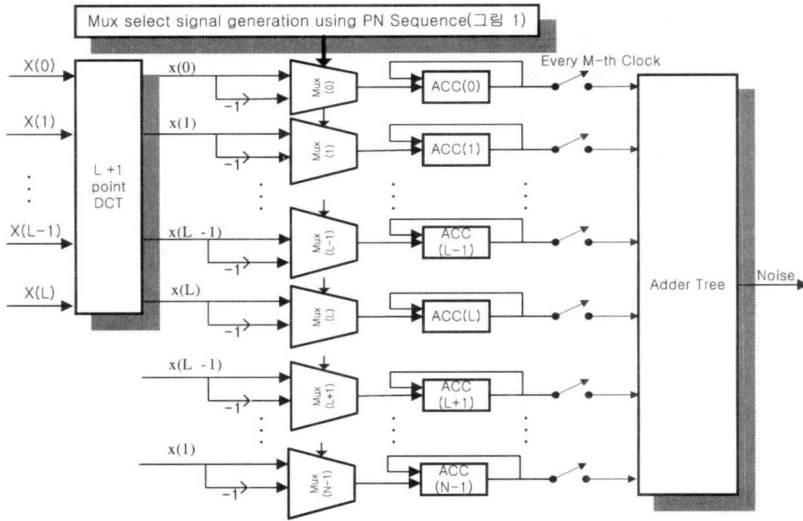 Mux select signal generation using PN Sequence(그림 1)
Every M-th Clock
X(0)
x(0)
-1
Mux
(0)
ACC(0)
X(1)
x(1)
-1
Mux
(1)
ACC(1)
L +1
point
DCT
X(L-1)
x(L -1)
-1
Mux
(L-1)
ACC
(L-1)
Adder Tree
Noise
X(L)
x(L)
-1
Mux
(L)
ACC(L)
x(L -1)
-1
Mux
(L+1)
ACC
(L+1)
x(1)
-1
Mux
(N-1)
ACC
(N-1)